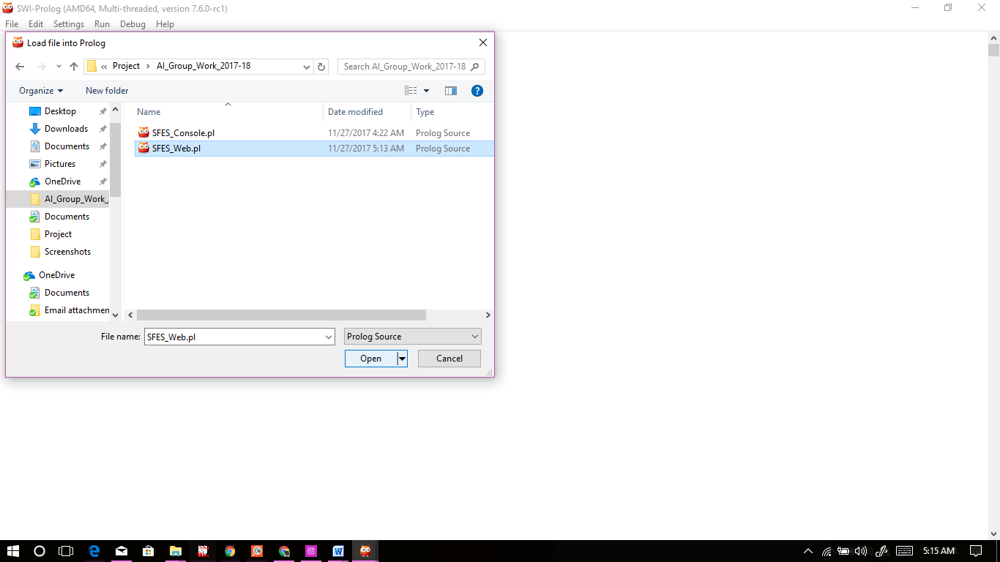 SWI-Prolog (AMD64, Multi-threaded, version 7.6.0-rc1)
File Edit Settings Run Debug Help
Load file into Prolog
« Project › AI_Group_Work_2017-18
Search AI_Group_Work_2017-18
Organize New folder
Name Date modified Type
SFES_Console.pl 11/27/2017 4:22 AM Prolog Source
SFES_Web.pl 11/27/2017 5:13 AM Prolog Source
Desktop
Downloads
Documents
Pictures
OneDrive
AI_Group_Work_
Documents
Project
Screenshots
OneDrive
Documents
Email attachmen
File name: SFES_Web.pl Prolog Source
Open Cancel
5:15 AM